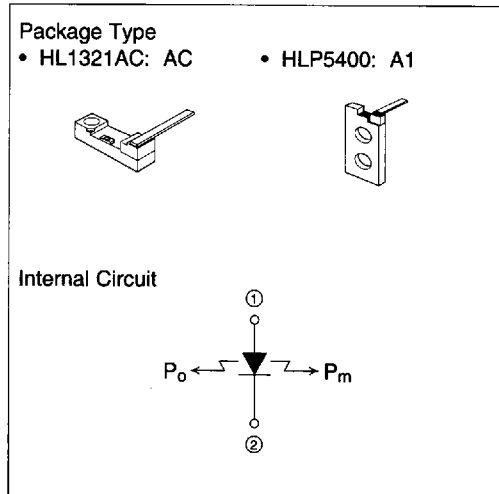 Package Type
• HL1321AC: AC • HLP5400: A1
Internal Circuit
①
Po Pm
②